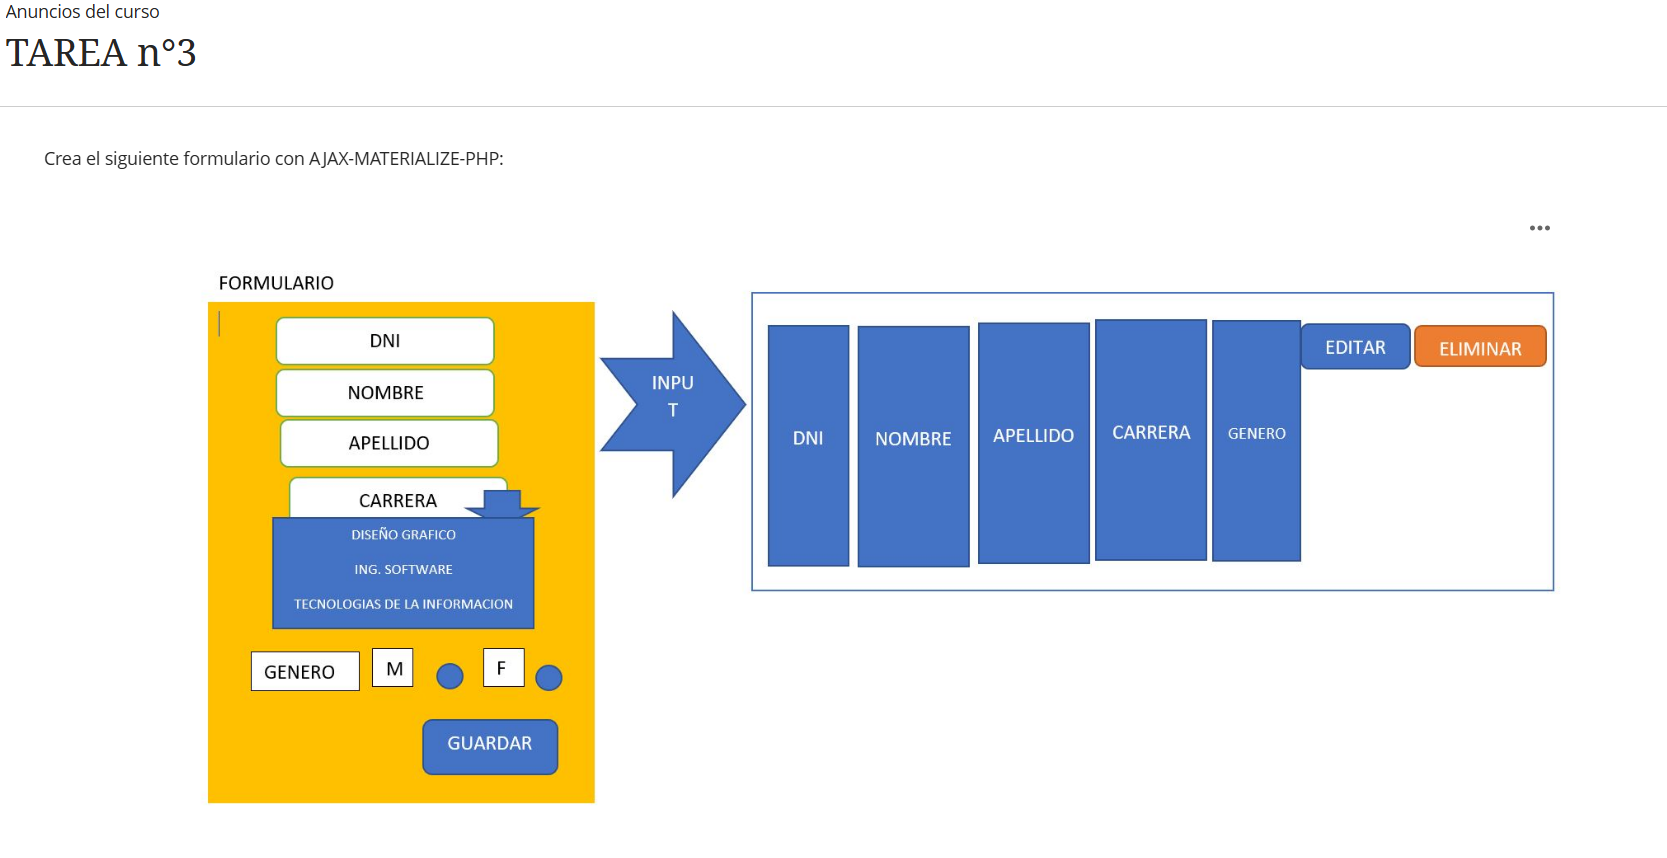 Anuncios del curso
TAREA n°3
Crea el siguiente formulario con AJAX-MATERIALIZE-PHP:
FORMULARIO
DNI
NOMBRE
APELLIDO
CARRERA
DISEÑO GRAFICO
ING. SOFTWARE
TECNOLOGIAS DE LA INFORMACION
GENERO M F
GUARDAR
INPU
T
DNI NOMBRE APELLIDO CARRERA GENERO EDITAR ELIMINAR